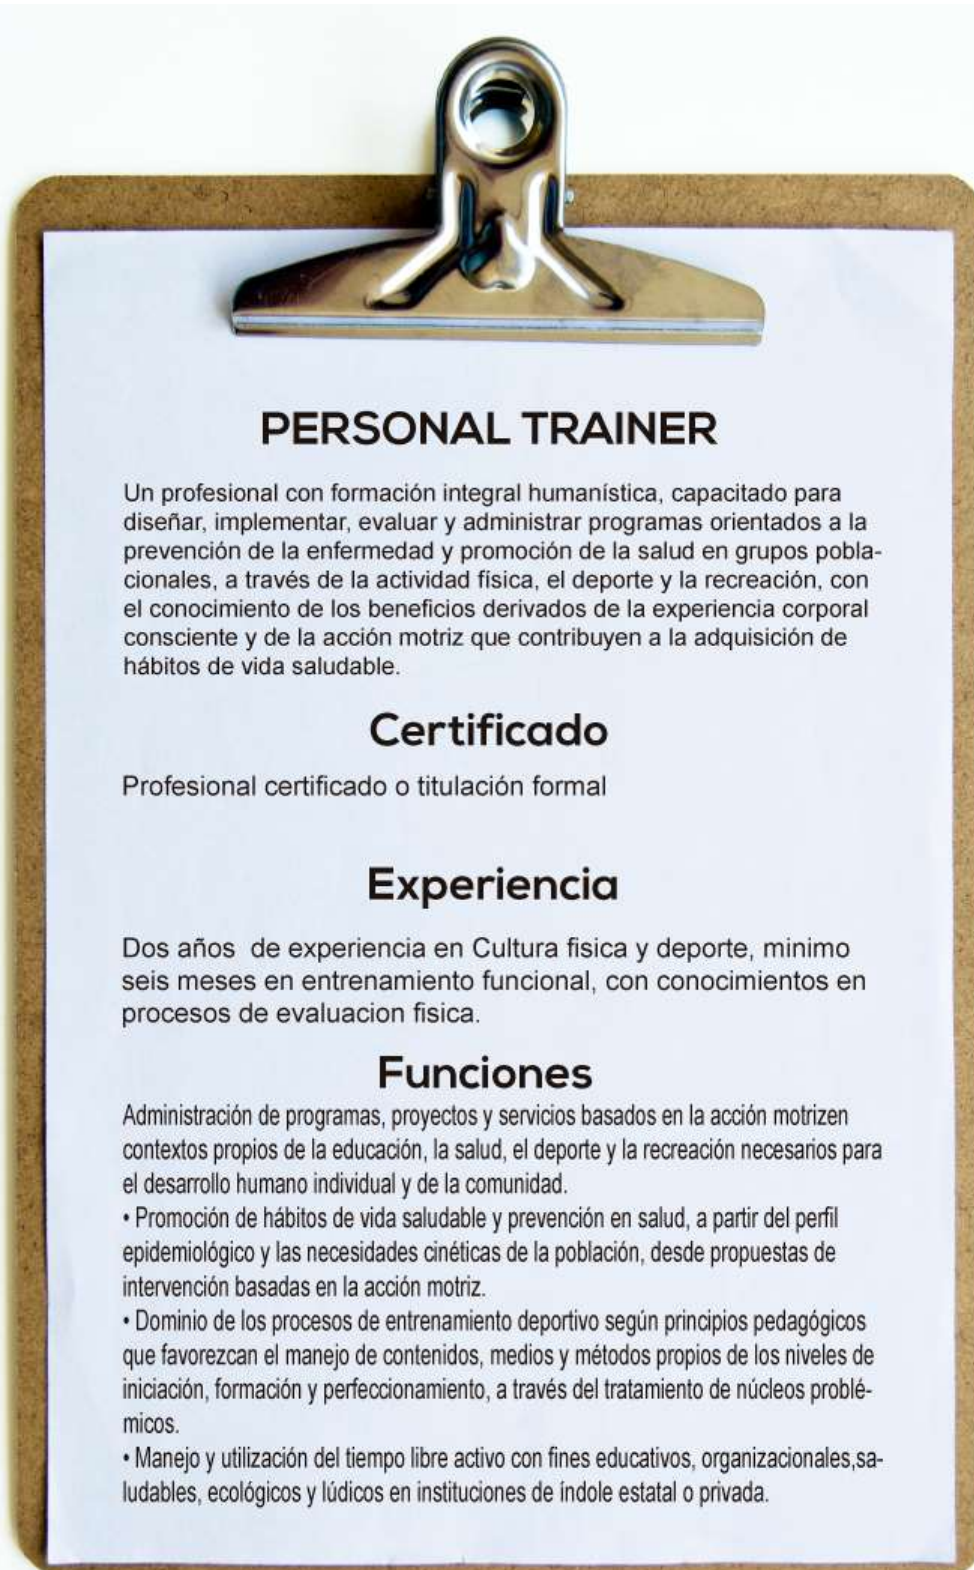 PERSONAL TRAINER
Un profesional con formación integral humanística, capacitado para
diseñar, implementar, evaluar y administrar programas orientados a la
prevención de la enfermedad y promoción de la salud en grupos pobla-
cionales, a través de la actividad física, el deporte y la recreación, con
el conocimiento de los beneficios derivados de la experiencia corporal
consciente y de la acción motriz que contribuyen a la adquisición de
hábitos de vida saludable.
Certificado
Profesional certificado o titulación formal
Experiencia
Dos años  de experiencia en Cultura fisica y deporte, minimo
seis meses en entrenamiento funcional, con conocimientos en
procesos de evaluacion fisica.
Funciones
Administración de programas, proyectos y servicios basados en la acción motrizen
contextos propios de la educación, la salud, el deporte y la recreación necesarios para
el desarrollo humano individual y de la comunidad.
• Promoción de hábitos de vida saludable y prevención en salud, a partir del perfil
epidemiológico y las necesidades cinéticas de la población, desde propuestas de
intervención basadas en la acción motriz.
• Dominio de los procesos de entrenamiento deportivo según principios pedagógicos
que favorezcan el manejo de contenidos, medios y métodos propios de los niveles de
iniciación, formación y perfeccionamiento, a través del tratamiento de núcleos problé-
micos.
• Manejo y utilización del tiempo libre activo con fines educativos, organizacionales,sa-
ludables, ecológicos y lúdicos en instituciones de índole estatal o privada.